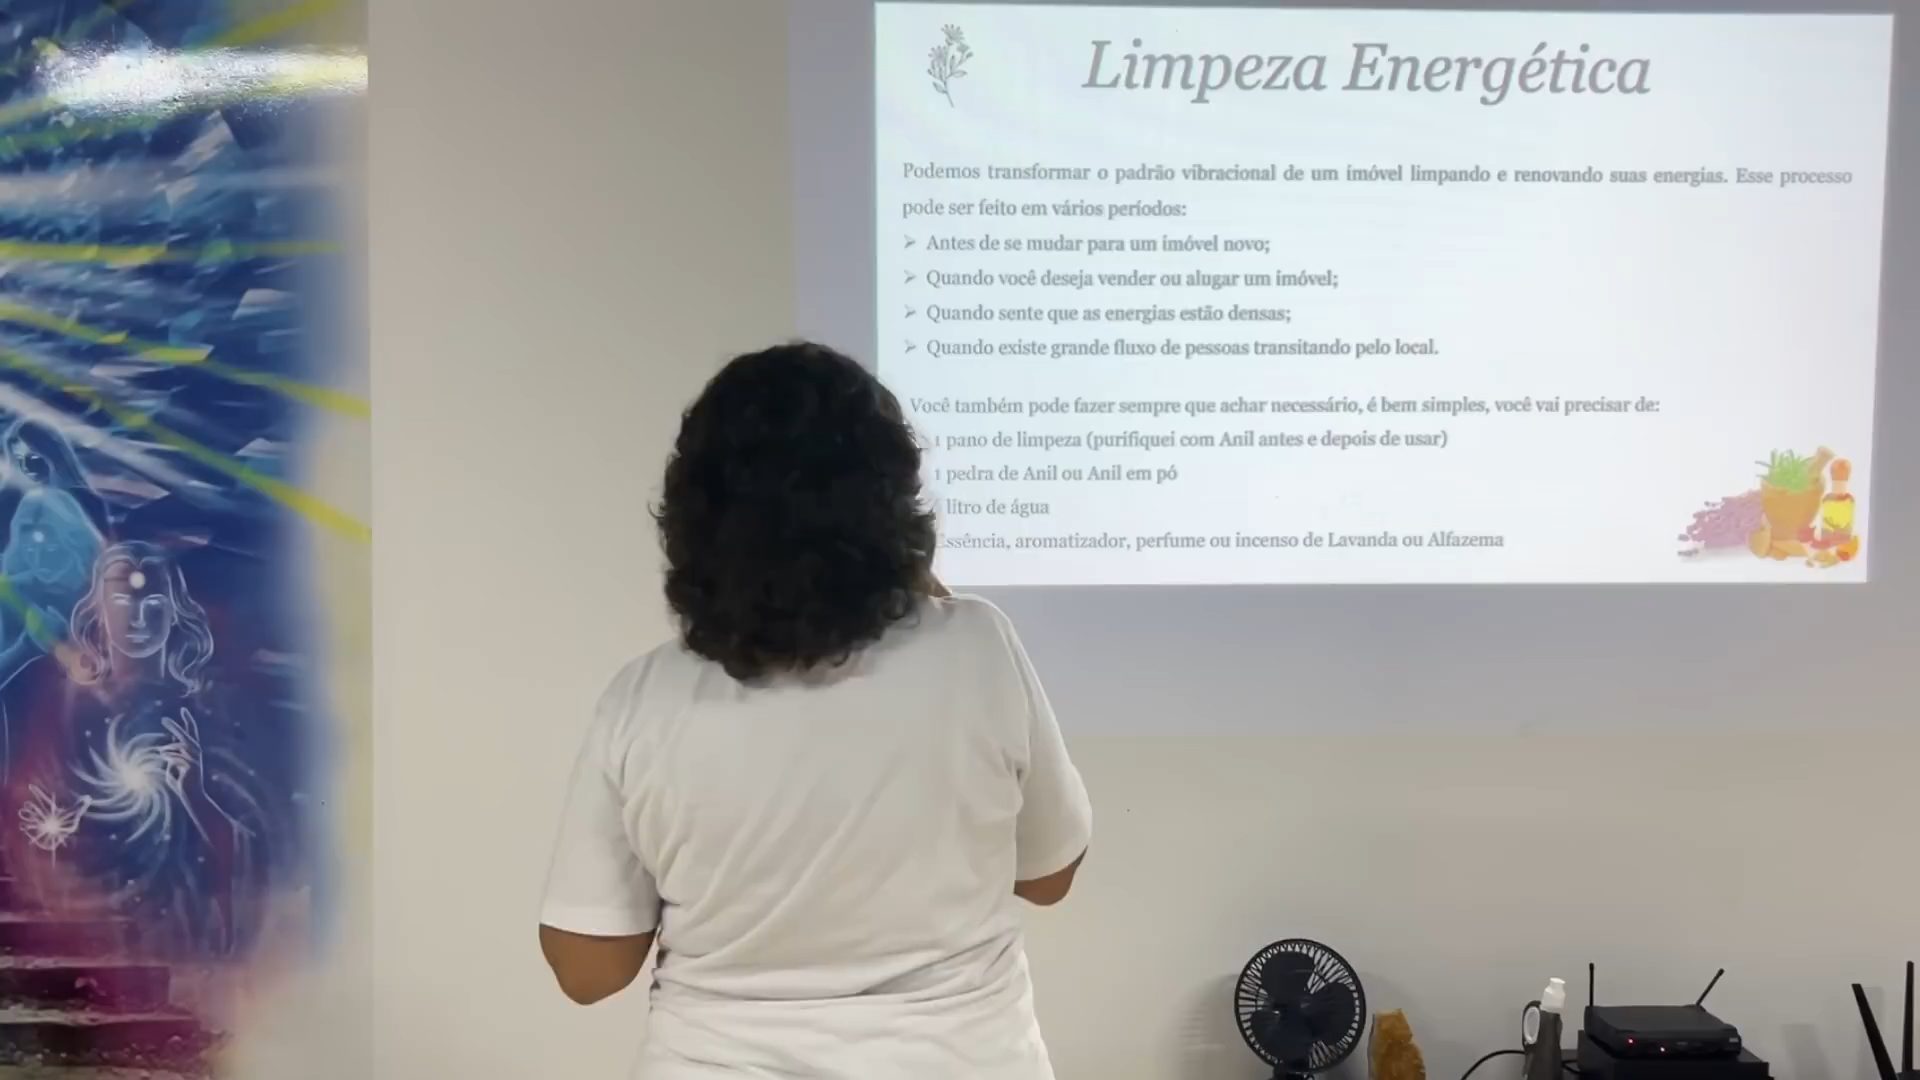 Limpeza Energética
Podemos transformar o padrão vibracional de um imóvel limpando e renovando suas energias. Esse processo
pode ser feito em vários períodos:
➢ Antes de se mudar para um imóvel novo;
➢ Quando você deseja vender ou alugar um imóvel;
➢ Quando sente que as energias estão densas;
➢ Quando existe grande fluxo de pessoas transitando pelo local.
Você também pode fazer sempre que achar necessário, é bem simples, você vai precisar de:
1 pano de limpeza (purifiquei com Anil antes e depois de usar)
1 pedra de Anil ou Anil em pó
litro de água
Essência, aromatizador, perfume ou incenso de Lavanda ou Alfazema